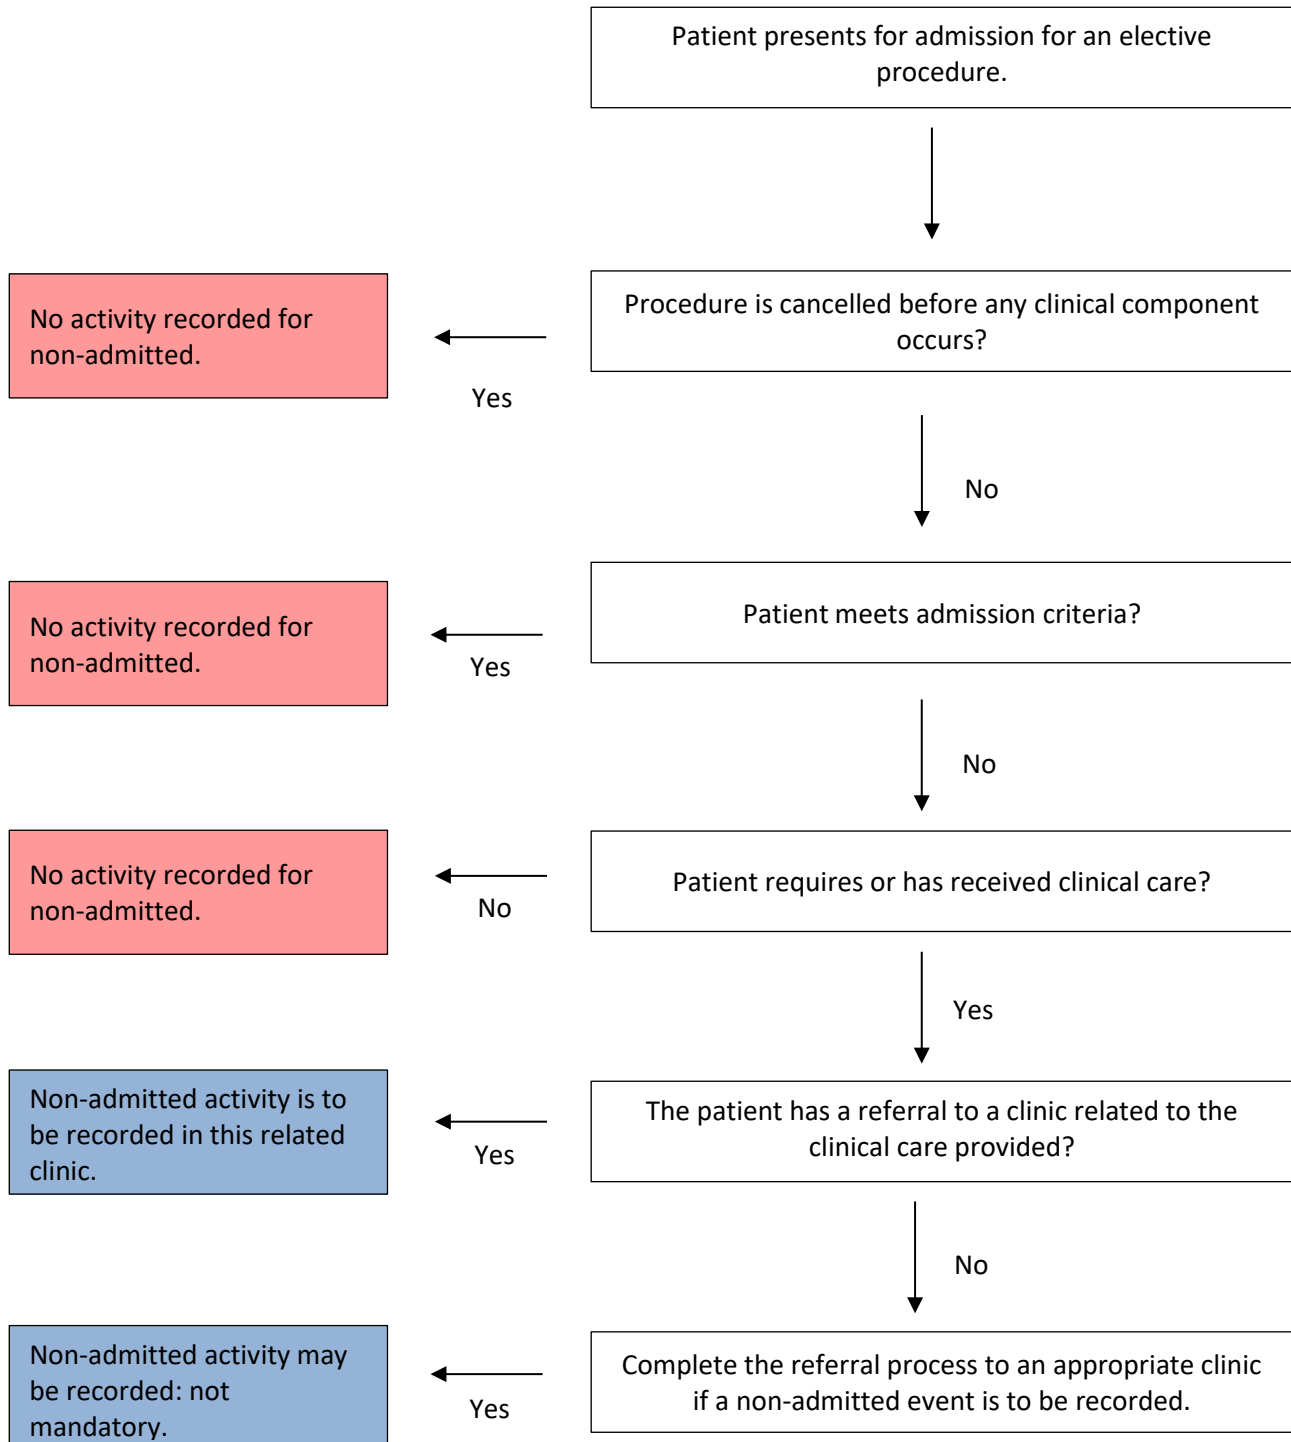 Patient presents for admission for an elective
procedure.
No activity recorded for
non-admitted.
Yes
Procedure is cancelled before any clinical component
occurs?
No
No activity recorded for
non-admitted.
Yes
Patient meets admission criteria?
No
No activity recorded for
non-admitted.
No
Patient requires or has received clinical care?
Yes
Non-admitted activity is to
be recorded in this related
clinic.
Yes
The patient has a referral to a clinic related to the
clinical care provided?
No
Non-admitted activity may
be recorded: not
mandatory.
Yes
Complete the referral process to an appropriate clinic
if a non-admitted event is to be recorded.